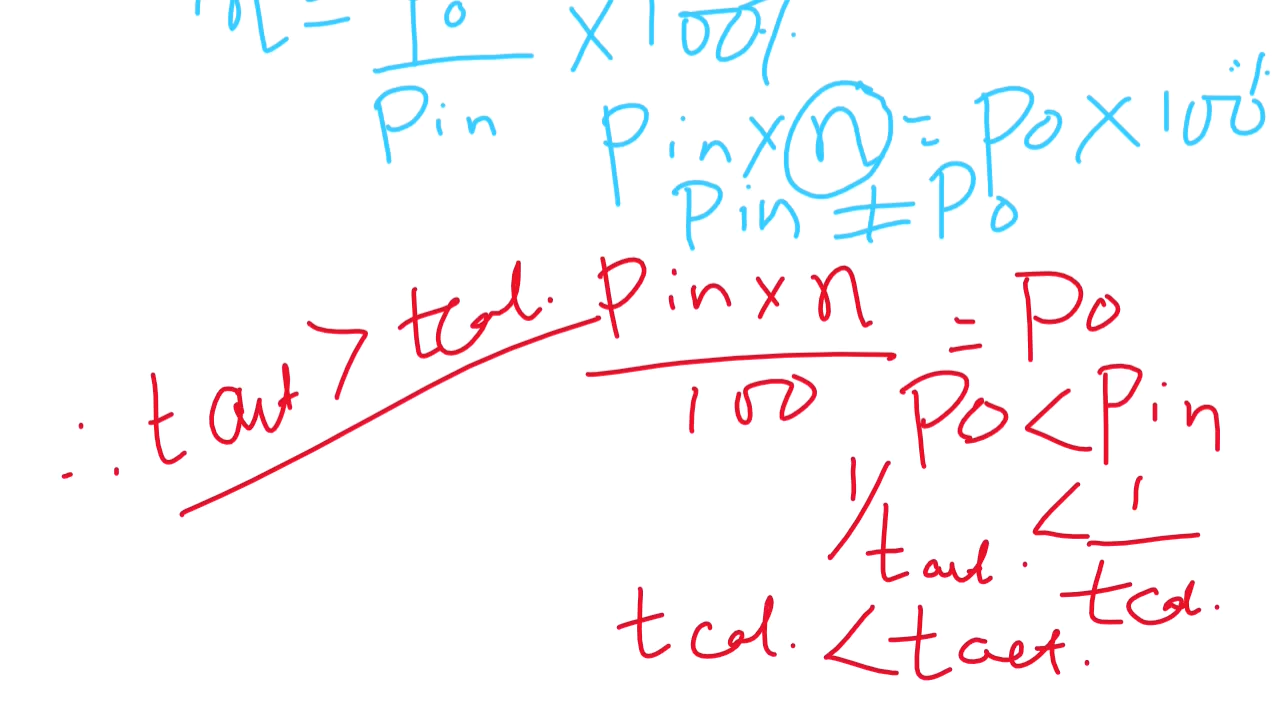 η = Po / Pin × 100%
Pin × η = Po × 100%
Pin ≠ Po
Pin × η / 100 = Po
Po < Pin
1/tact. < 1/tcal.
tcal. < tact.
∴ tact > tcal.